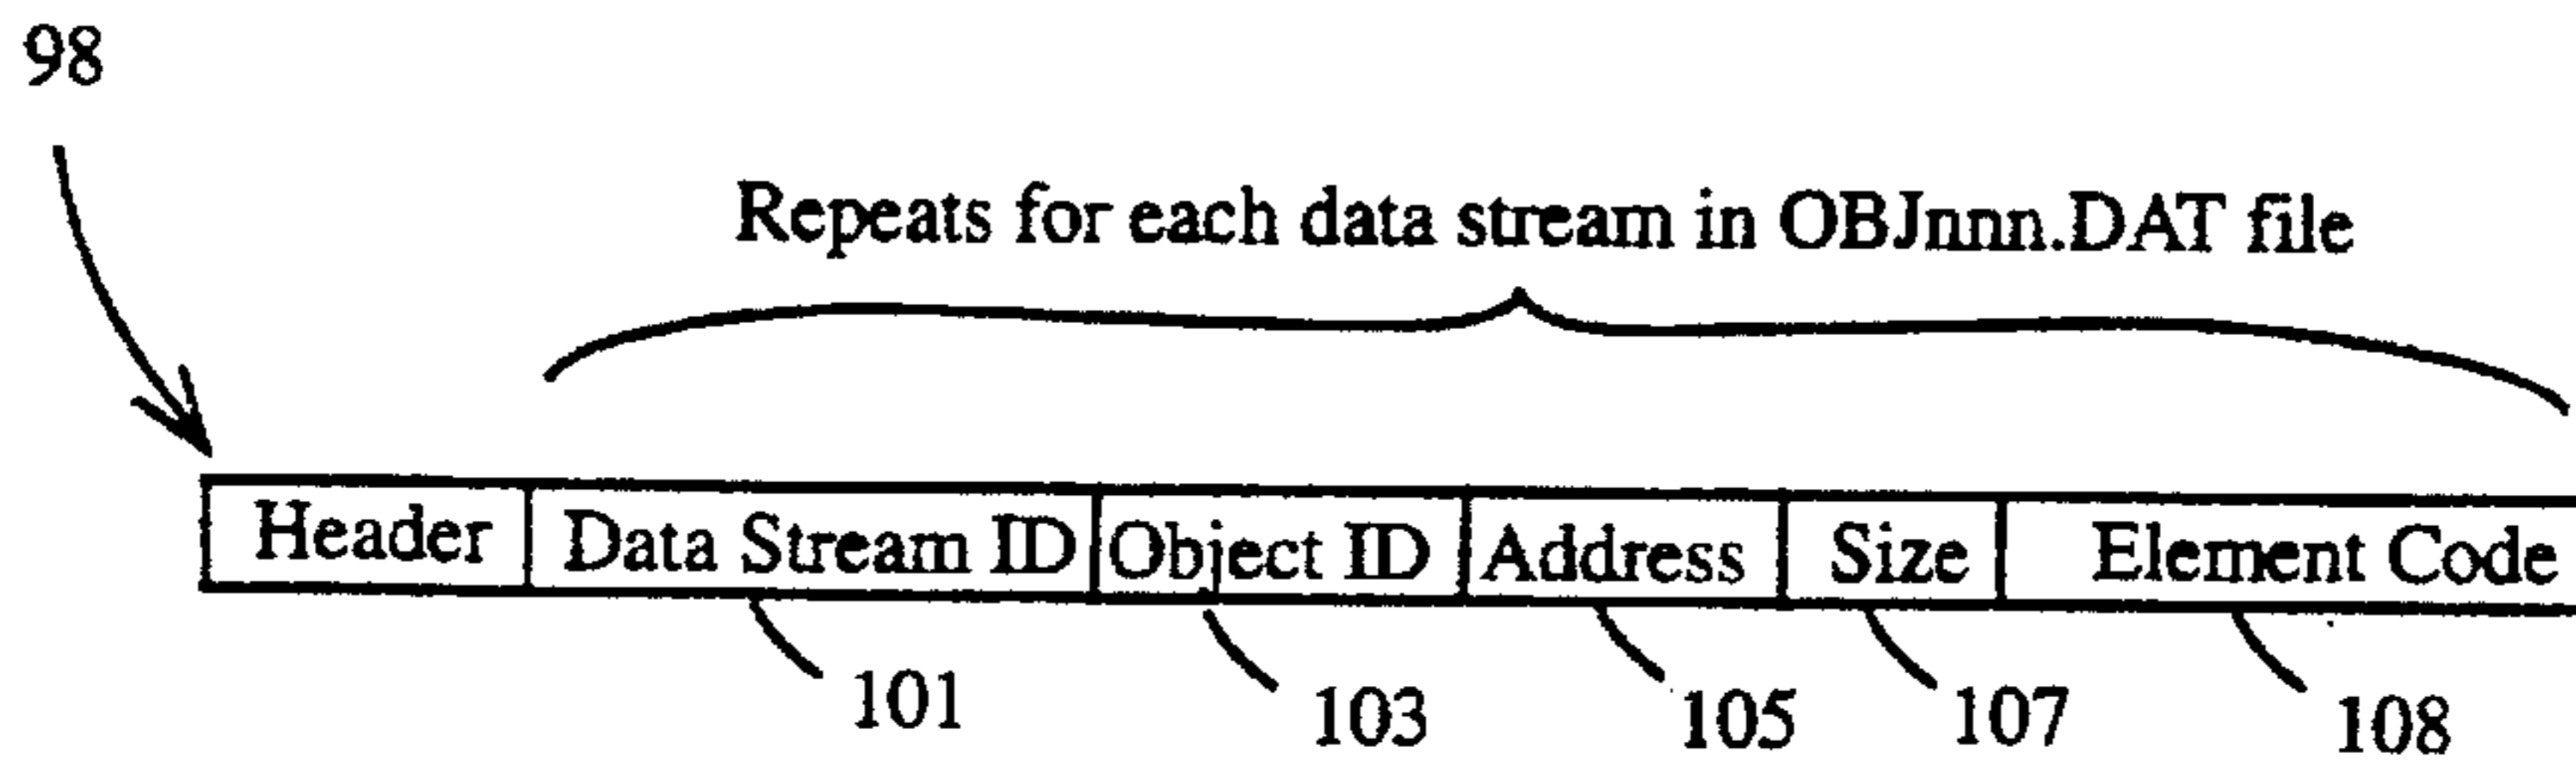 98
Repeats for each data stream in OBJnnn.DAT file
Header Data Stream ID Object ID Address Size Element Code
101 103 105 107 108